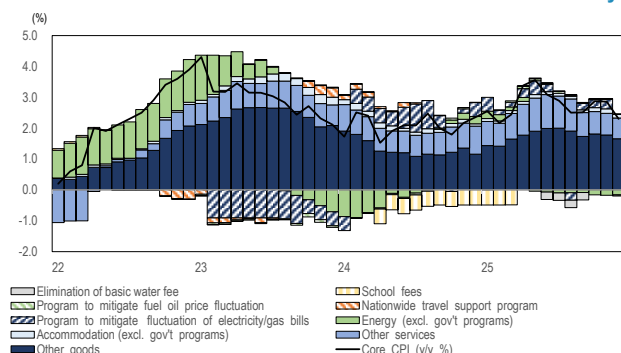 (%)
5.0
4.0
3.0
2.0
1.0
0.0
-1.0
-2.0
22 23 24 25
Elimination of basic water fee School fees
Program to mitigate fuel oil price fluctuation Nationwide travel support program
Program to mitigate fluctuation of electricity/gas bills Energy (excl. gov't programs)
Accommodation (excl. gov't programs) Other services
Other goods Core CPI (y/y, %)